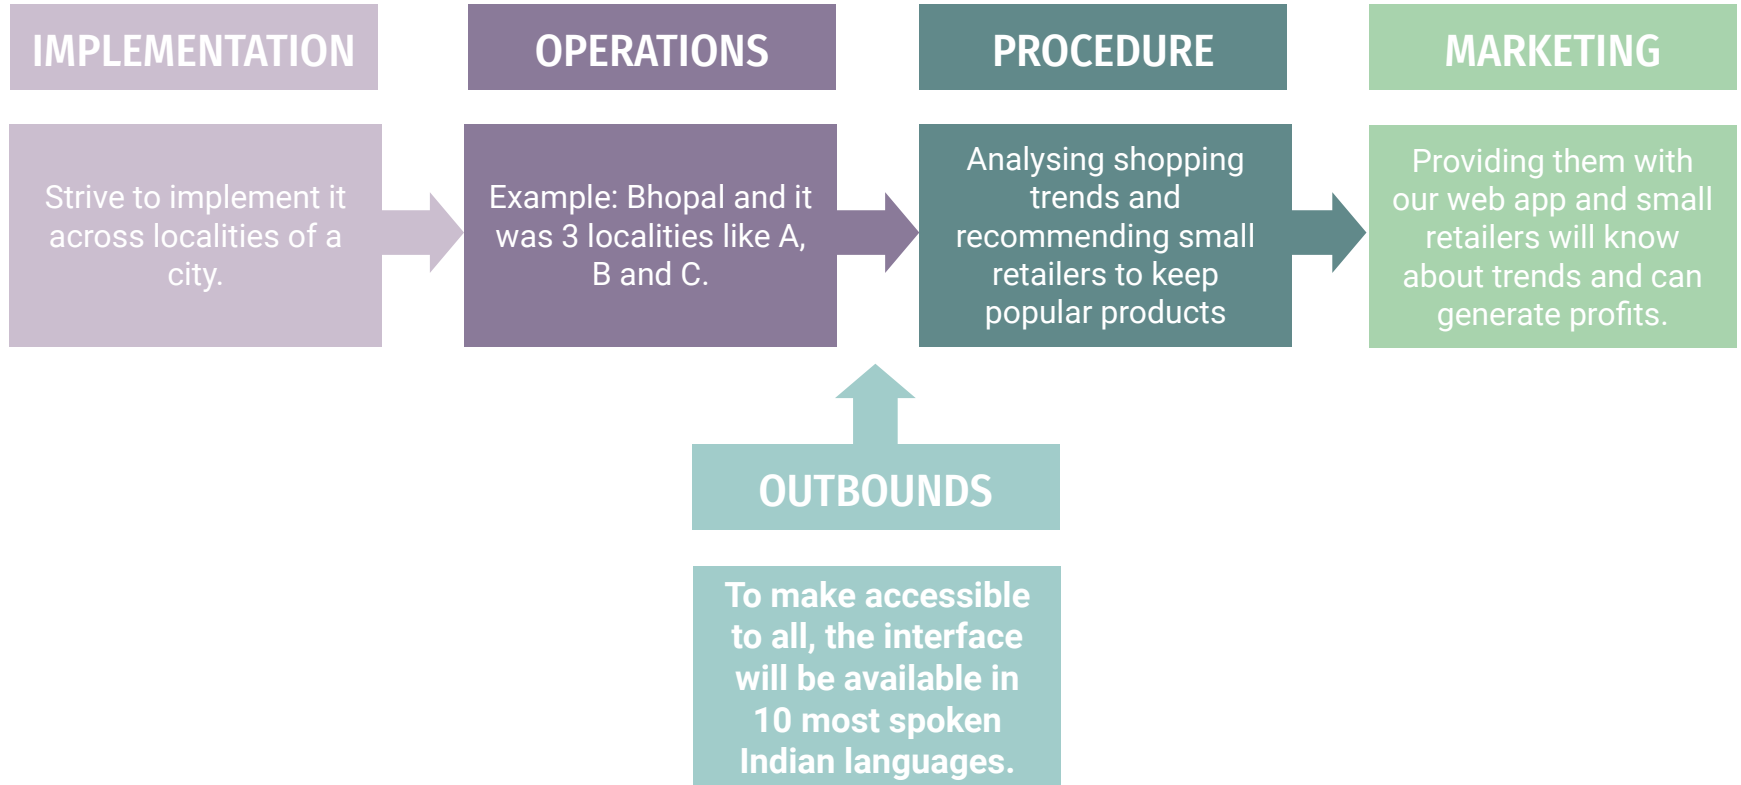 IMPLEMENTATION
Strive to implement it
across localities of a
city.
OPERATIONS
Example: Bhopal and it
was 3 localities like A,
B and C.
PROCEDURE
Analysing shopping
trends and
recommending small
retailers to keep
popular products
MARKETING
Providing them with
our web app and small
retailers will know
about trends and can
generate profits.
OUTBOUNDS
To make accessible
to all, the interface
will be available in
10 most spoken
Indian languages.